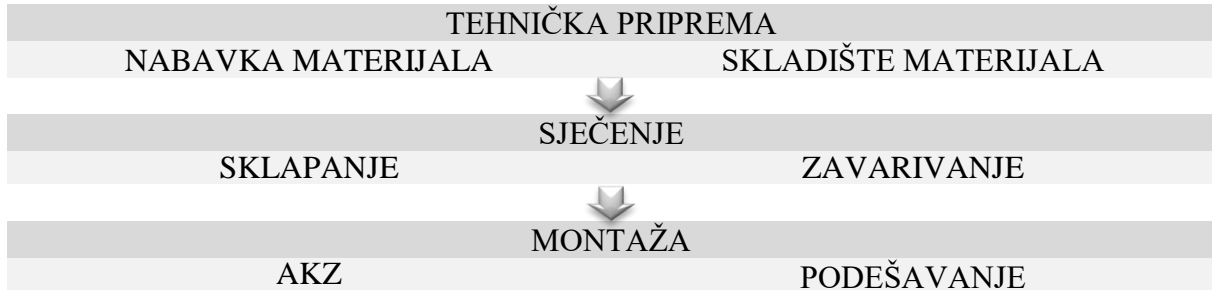 TEHNIČKA PRIPREMA
NABAVKA MATERIJALA SKLADIŠTE MATERIJALA
SJEČENJE
SKLAPANJE ZAVARIVANJE
MONTAŽA
AKZ PODEŠAVANJE